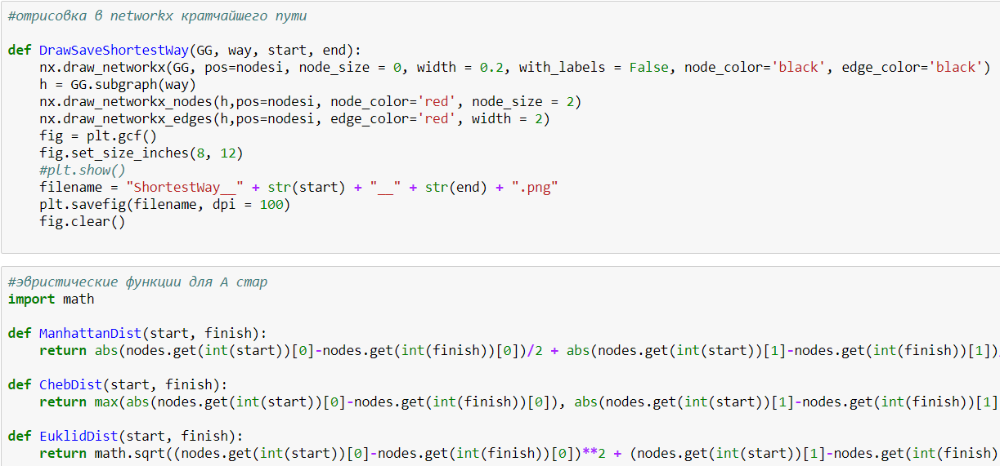 #отрисовка в networkx кратчайшего пути
def DrawSaveShortestWay(GG, way, start, end):
    nx.draw_networkx(GG, pos=nodesi, node_size = 0, width = 0.2, with_labels = False, node_color='black', edge_color='black')
    h = GG.subgraph(way)
    nx.draw_networkx_nodes(h,pos=nodesi, node_color='red', node_size = 2)
    nx.draw_networkx_edges(h,pos=nodesi, edge_color='red', width = 2)
    fig = plt.gcf()
    fig.set_size_inches(8, 12)
    #plt.show()
    filename = "ShortestWay__" + str(start) + "__" + str(end) + ".png"
    plt.savefig(filename, dpi = 100)
    fig.clear()
#эвристические функции для А стар
import math
def ManhattanDist(start, finish):
    return abs(nodes.get(int(start))[0]-nodes.get(int(finish))[0])/2 + abs(nodes.get(int(start))[1]-nodes.get(int(finish))[1])/
def ChebDist(start, finish):
    return max(abs(nodes.get(int(start))[0]-nodes.get(int(finish))[0]), abs(nodes.get(int(start))[1]-nodes.get(int(finish))[1]
def EuklidDist(start, finish):
    return math.sqrt((nodes.get(int(start))[0]-nodes.get(int(finish))[0])**2 + (nodes.get(int(start))[1]-nodes.get(int(finish)